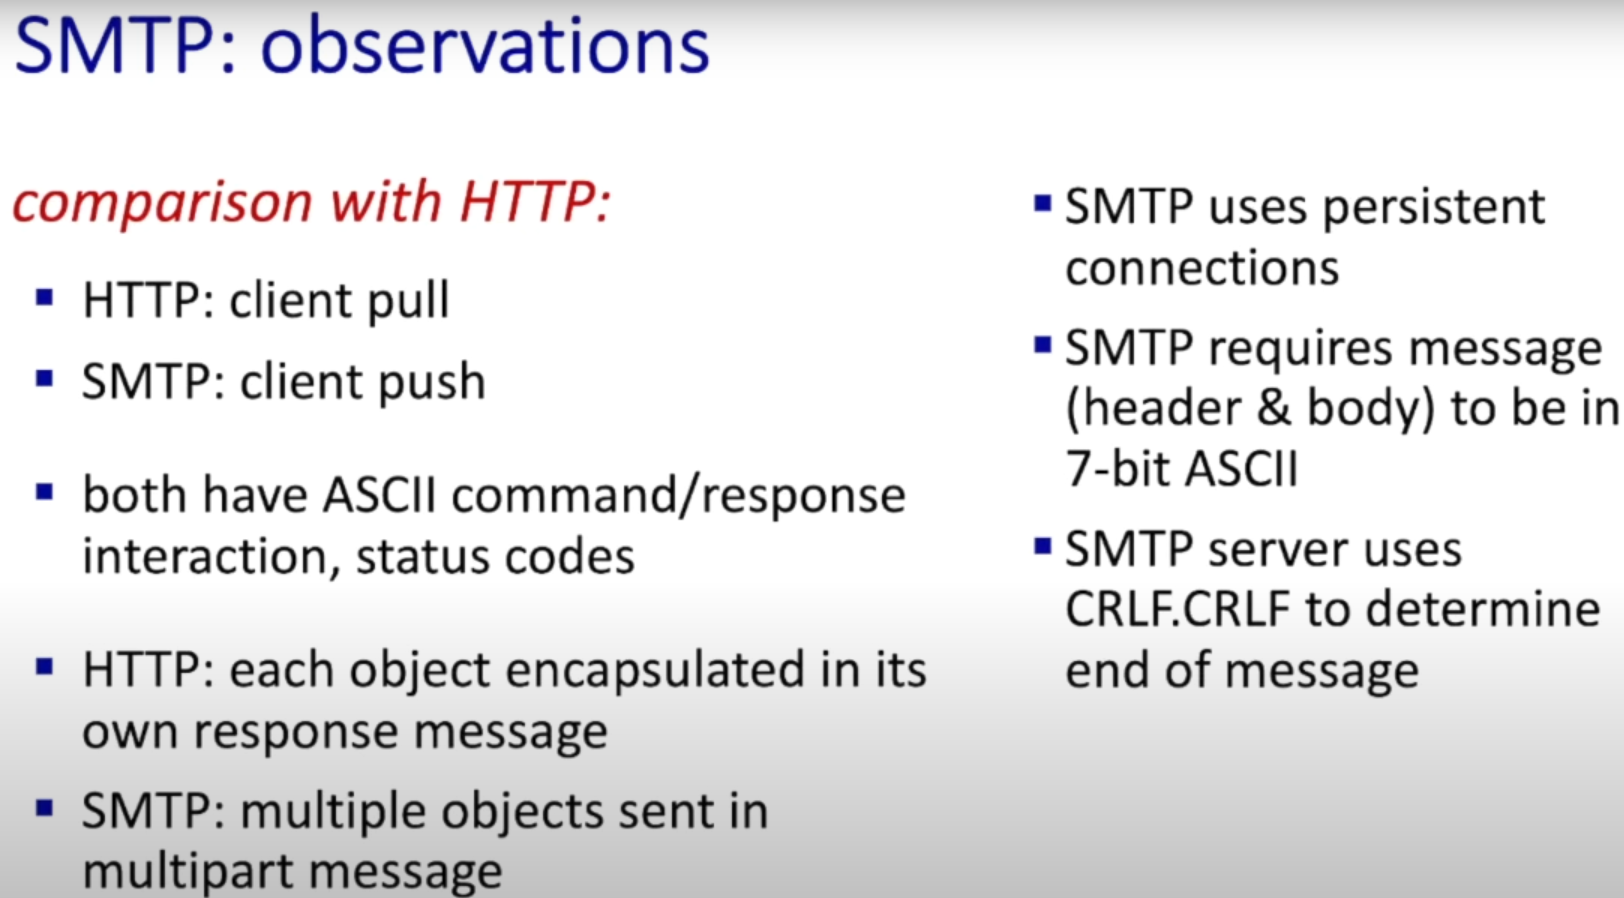 SMTP: observations
comparison with HTTP:
▪ HTTP: client pull
▪ SMTP: client push
▪ both have ASCII command/response
interaction, status codes
▪ HTTP: each object encapsulated in its
own response message
▪ SMTP: multiple objects sent in
multipart message
▪ SMTP uses persistent
connections
▪ SMTP requires message
(header & body) to be in
7-bit ASCII
▪ SMTP server uses
CRLF.CRLF to determine
end of message